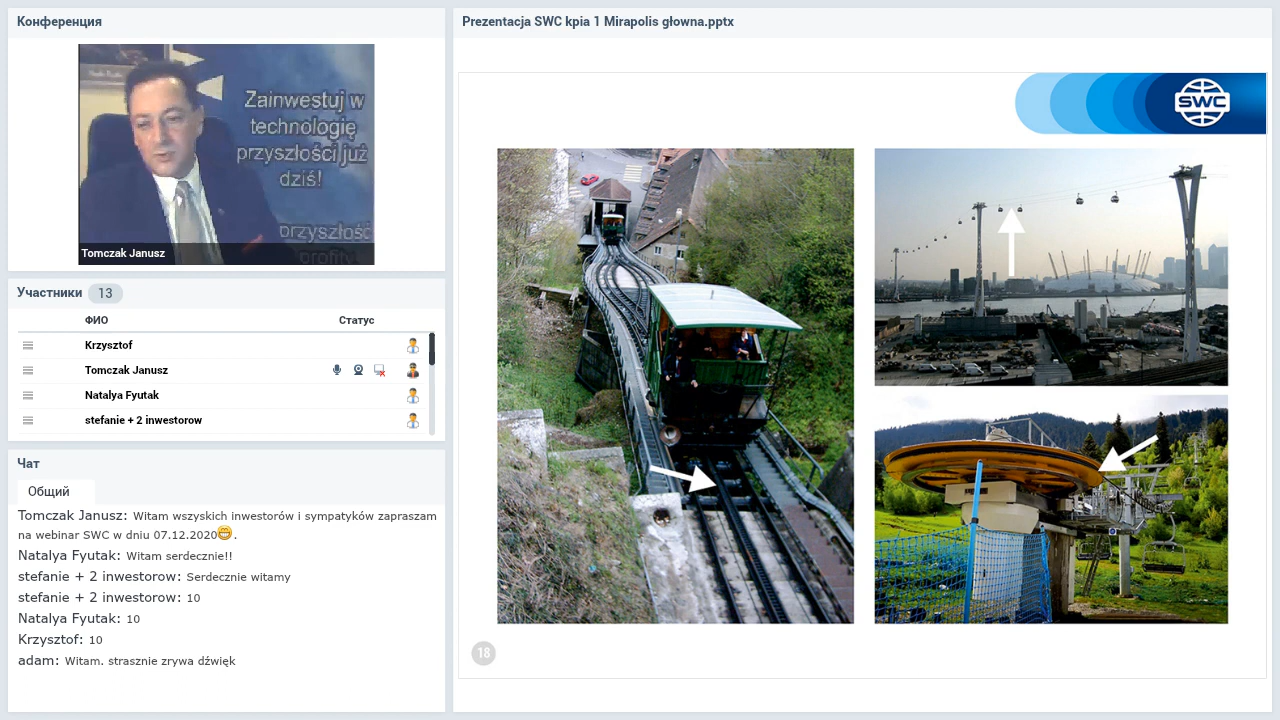 Конференция
Zainwestuj w
technologię
przyszłości już
dziś!
przyszłość
profity
Tomczak Janusz
Участники 13
ФИО Статус
Krzysztof
Tomczak Janusz
Natalya Fyutak
stefanie + 2 inwestorow
Чат
Общий
Tomczak Janusz: Witam wszyskich inwestorów i sympatyków zapraszam
na webinar SWC w dniu 07.12.2020😄.
Natalya Fyutak: Witam serdecznie!!
stefanie + 2 inwestorow: Serdecznie witamy
stefanie + 2 inwestorow: 10
Natalya Fyutak: 10
Krzysztof: 10
adam: Witam. strasznie zrywa dźwięk
Prezentacja SWC kpia 1 Mirapolis głowna.pptx
SWC
18